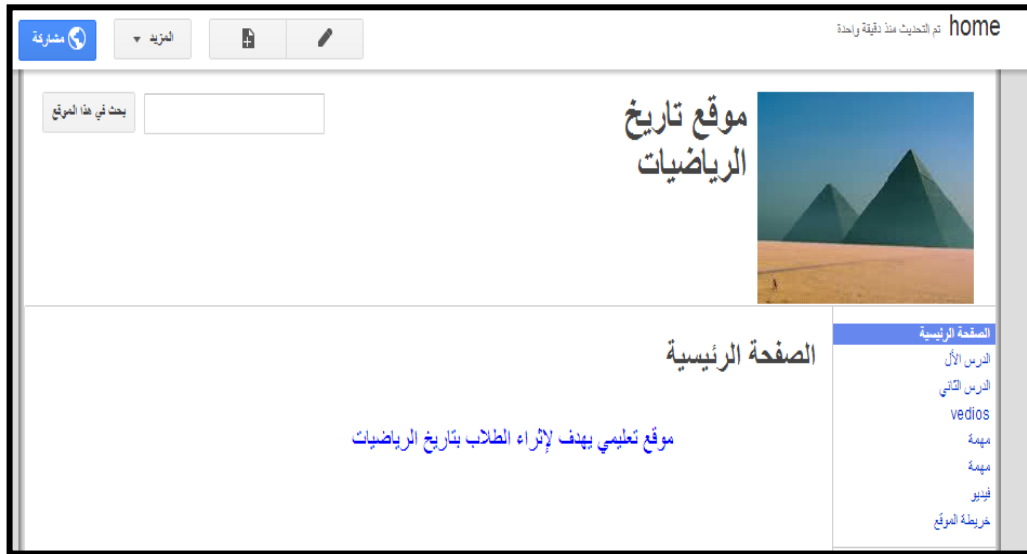 home تم التحديث منذ دقيقة واحدة
المزيد
مشاركة
موقع تاريخ
الرياضيات
بحث في هذا الموقع
الصفحة الرئيسية
الدرس الأل
الدرس الثاني
vedios
مهمة
مهمة
فيديو
خريطة الموقع
الصفحة الرئيسية
موقع تعليمي يهدف لإثراء الطلاب بتاريخ الرياضيات